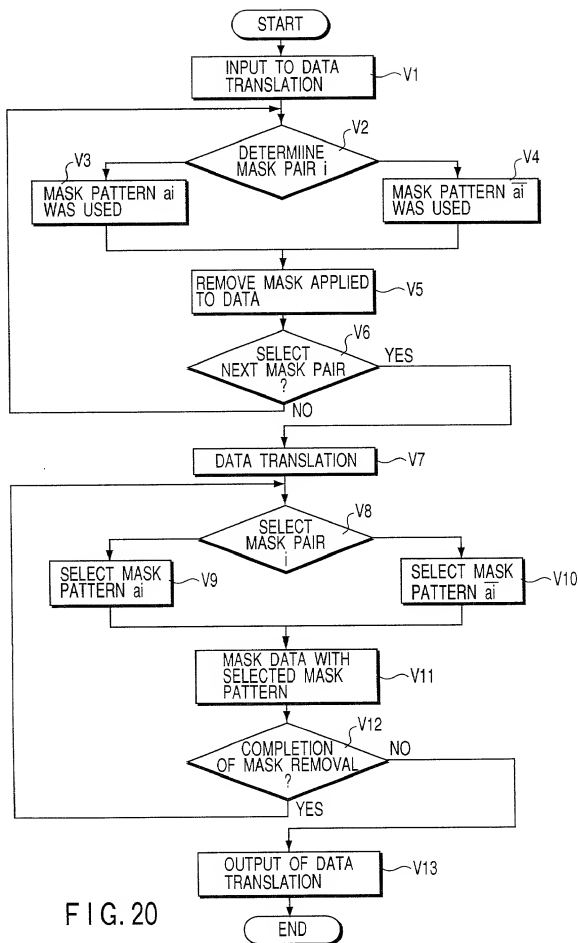 START
INPUT TO DATA
TRANSLATION
V1
V2
DETERMIINE
MASK PAIR i
V3
MASK PATTERN ai
WAS USED
V4
MASK PATTERN a̅i̅
WAS USED
REMOVE MASK APPLIED
TO DATA
V5
V6
SELECT
NEXT MASK PAIR
?
YES
NO
DATA TRANSLATION
V7
V8
SELECT
MASK PAIR
i
SELECT MASK
PATTERN ai
V9
SELECT MASK
PATTERN a̅i̅
V10
MASK DATA WITH
SELECTED MASK
PATTERN
V11
V12
COMPLETION
OF MASK REMOVAL
?
NO
YES
OUTPUT OF DATA
TRANSLATION
V13
END
FIG. 20